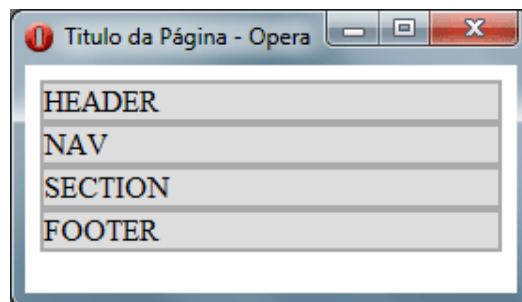 Titulo da Página - Opera
HEADER
NAV
SECTION
FOOTER